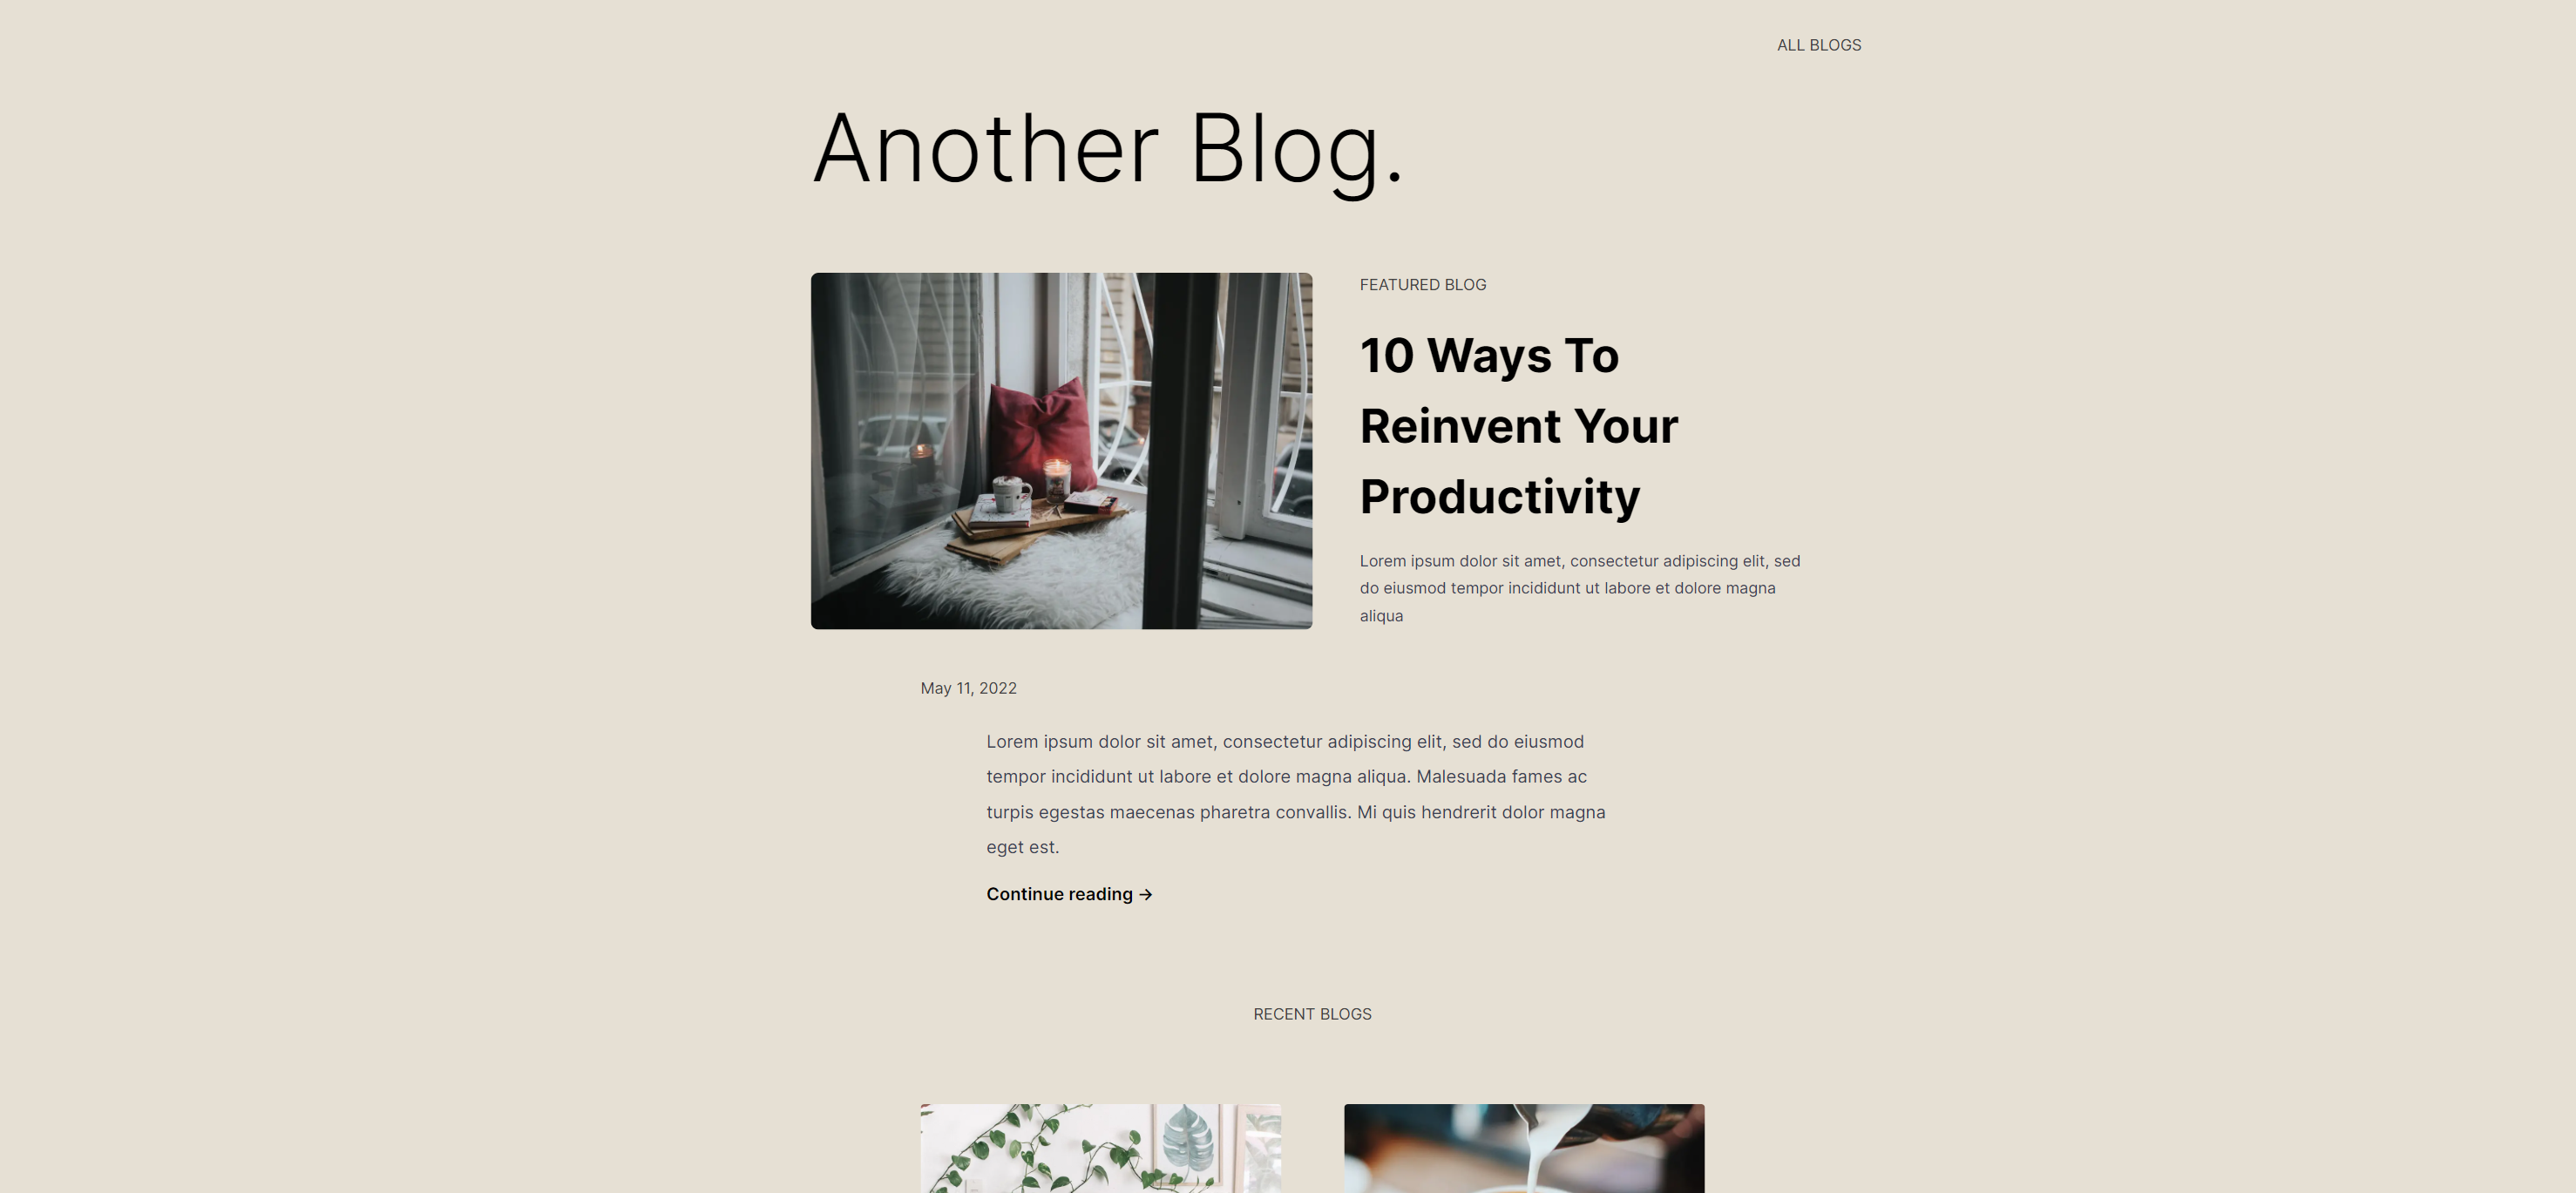 ALL BLOGS
Another Blog.
FEATURED BLOG
10 Ways To
Reinvent Your
Productivity
Lorem ipsum dolor sit amet, consectetur adipiscing elit, sed
do eiusmod tempor incididunt ut labore et dolore magna
aliqua
May 11, 2022
Lorem ipsum dolor sit amet, consectetur adipiscing elit, sed do eiusmod
tempor incididunt ut labore et dolore magna aliqua. Malesuada fames ac
turpis egestas maecenas pharetra convallis. Mi quis hendrerit dolor magna
eget est.
Continue reading →
RECENT BLOGS